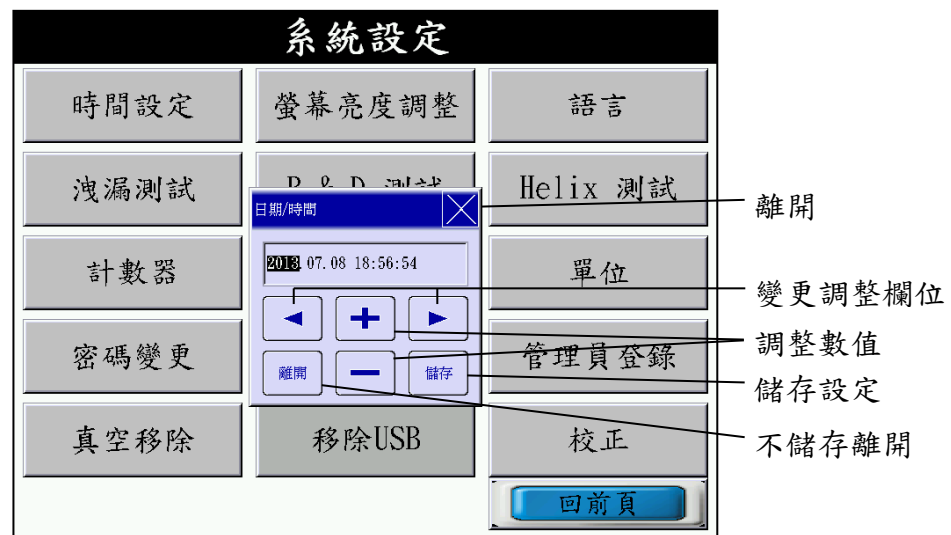 系統設定
時間設定
螢幕亮度調整
語言
洩漏測試
B & D 測試
Helix 測試
日期/時間
離開
2013.07.08 18:56:54
計數器
單位
變更調整欄位
密碼變更
管理員登錄
調整數值
離開
儲存
儲存設定
真空移除
移除USB
校正
不儲存離開
回前頁